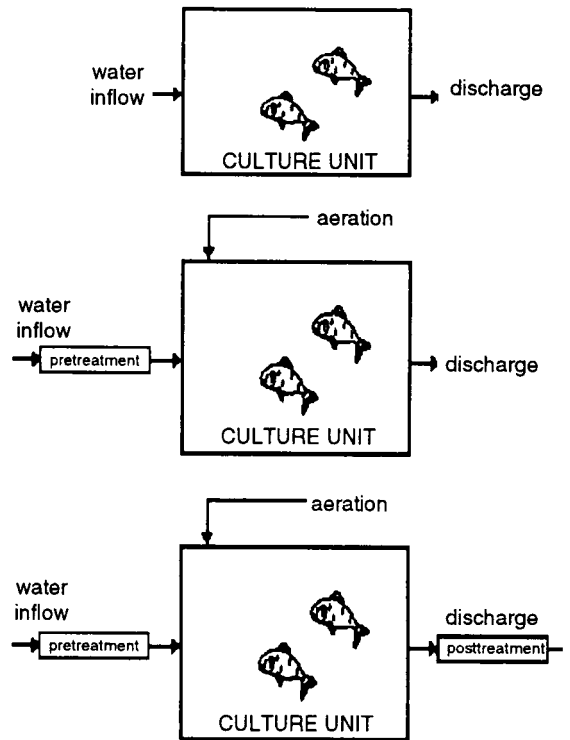 water
inflow
discharge
CULTURE UNIT
aeration
water
inflow
pretreatment
discharge
CULTURE UNIT
aeration
water
inflow
pretreatment
discharge
posttreatment
CULTURE UNIT